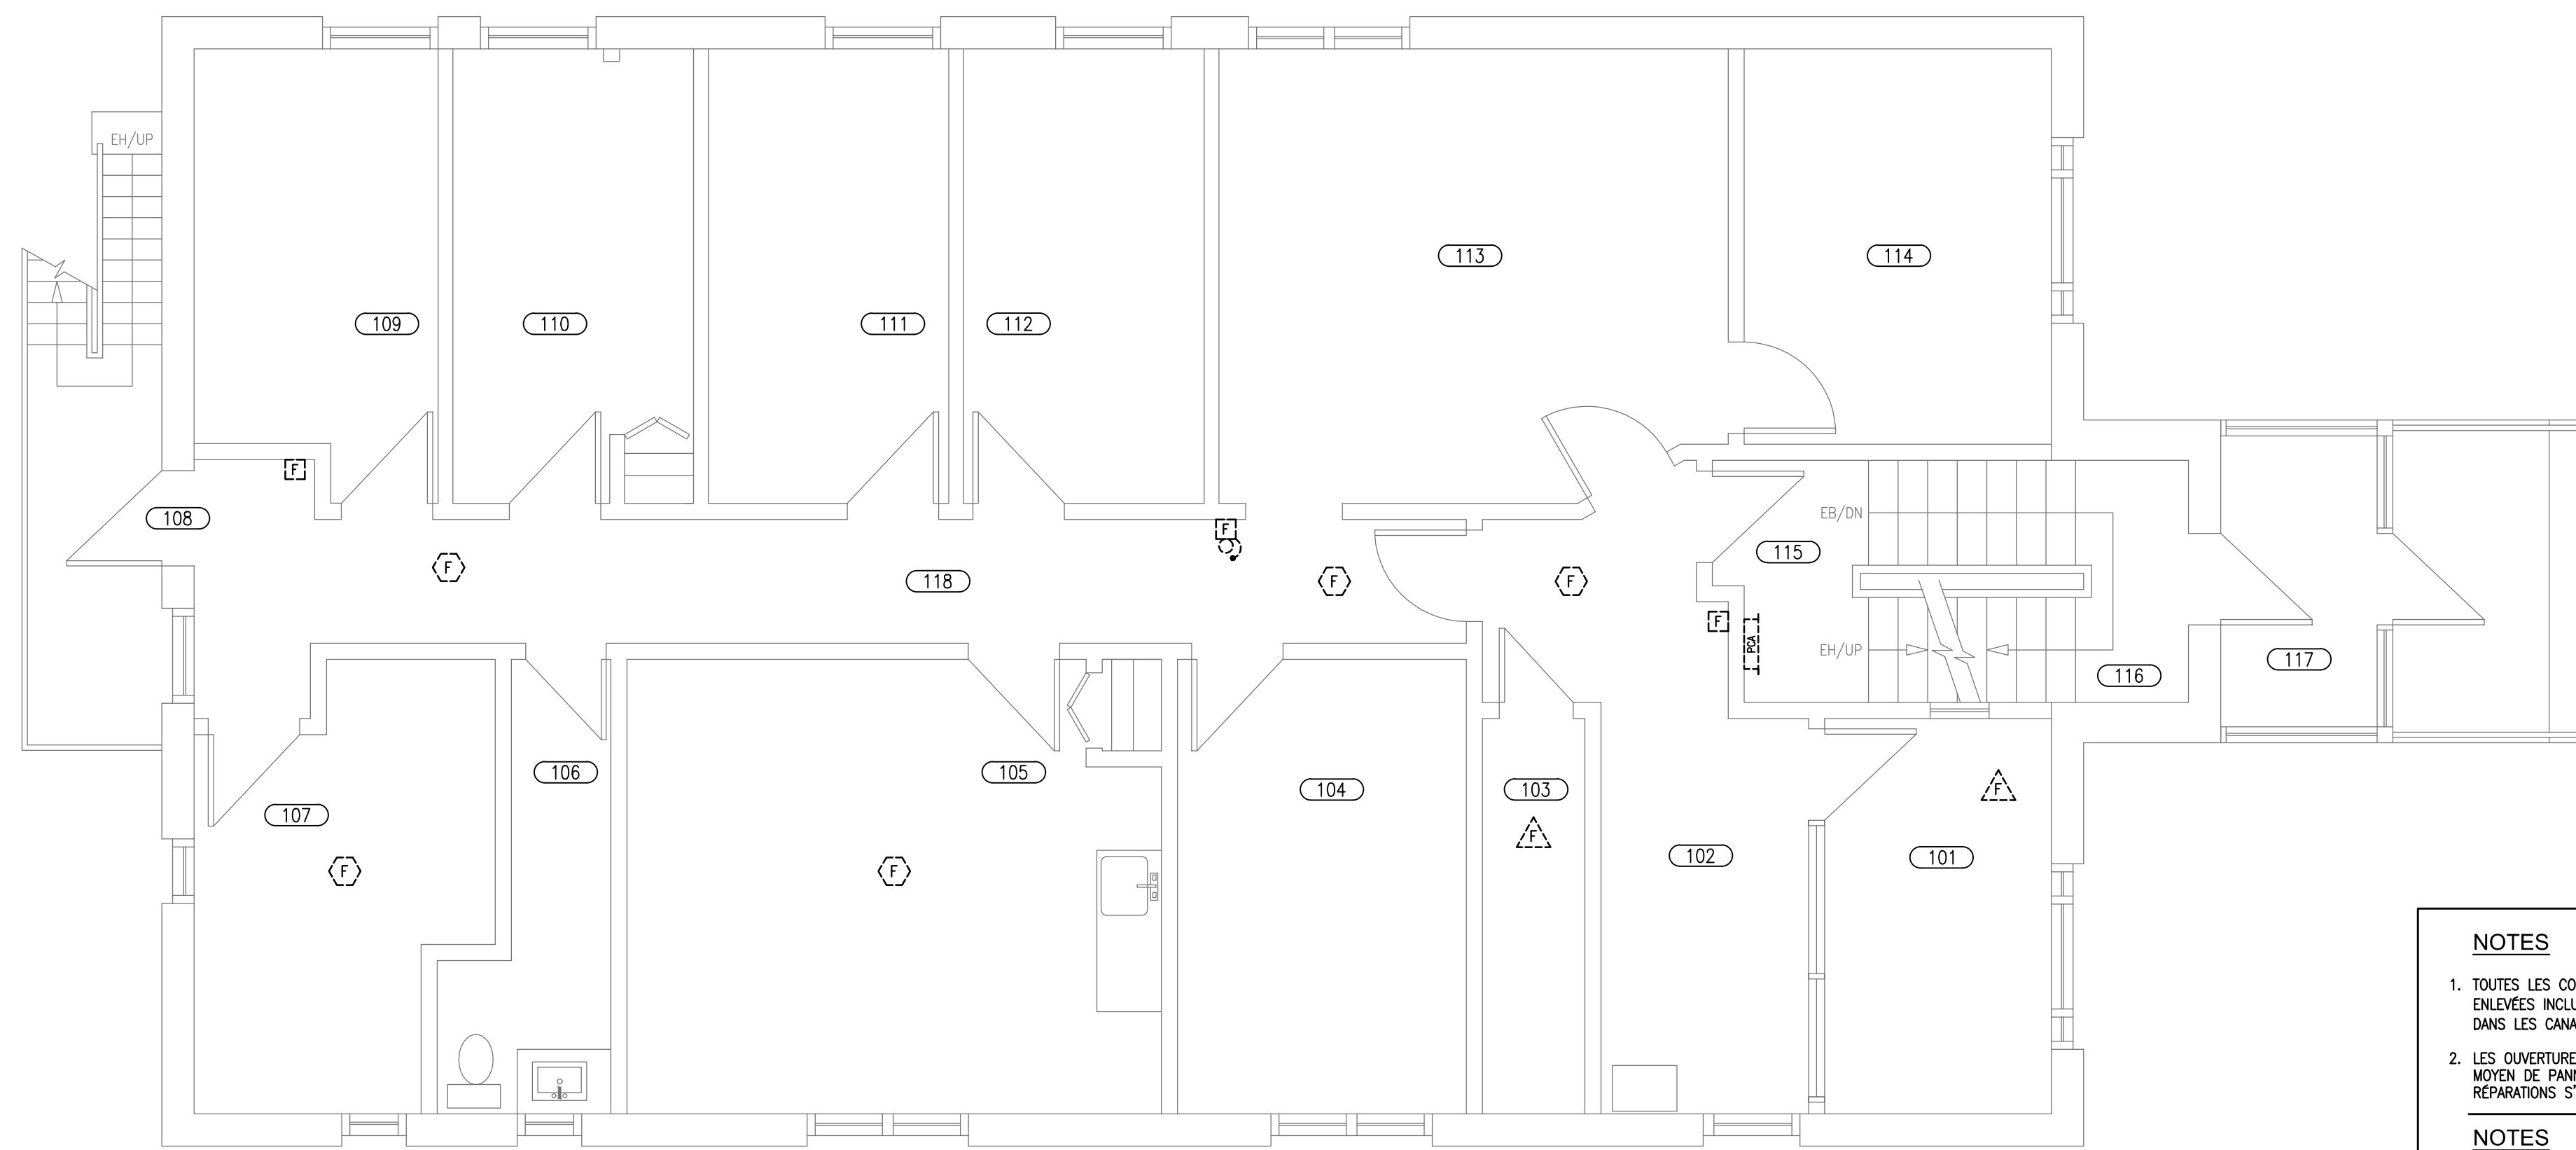 EH/UP
113
114
109
110
111
112
F
108
EB/DN
F
115
F
118
F
F
F
PCA
EH/UP
117
116
106
105
104
103
F
107
F
102
101
F
F
NOTES
1. TOUTES LES CO
ENLEVÉES INCLU
DANS LES CANA
2. LES OUVERTURE
MOYEN DE PANN
RÉPARATIONS S'
NOTES